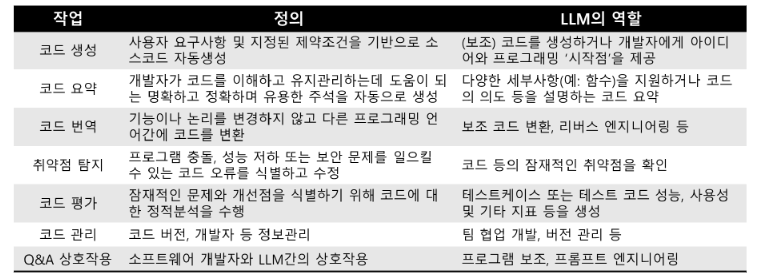 작업 정의 LLM의 역할
코드 생성 사용자 요구사항 및 지정된 제약조건을 기반으로 소스코드 자동생성 (보조) 코드를 생성하거나 개발자에게 아이디어와 프로그래밍 ‘시작점’을 제공
코드 요약 개발자가 코드를 이해하고 유지관리하는데 도움이 되는 명확하고 정확하며 유용한 주석을 자동으로 생성 다양한 세부사항(예: 함수)을 지원하거나 코드의 의도 등을 설명하는 코드 요약
코드 번역 기능이나 논리를 변경하지 않고 다른 프로그래밍 언어간에 코드를 변환 보조 코드 변환, 리버스 엔지니어링 등
취약점 탐지 프로그램 충돌, 성능 저하 또는 보안 문제를 일으킬 수 있는 코드 오류를 식별하고 수정 코드 등의 잠재적인 취약점을 확인
코드 평가 잠재적인 문제와 개선점을 식별하기 위해 코드에 대한 정적분석을 수행 테스트케이스 또는 테스트 코드 성능, 사용성 및 기타 지표 등을 생성
코드 관리 코드 버전, 개발자 등 정보관리 팀 협업 개발, 버전 관리 등
Q&A 상호작용 소프트웨어 개발자와 LLM간의 상호작용 프로그램 보조, 프롬프트 엔지니어링